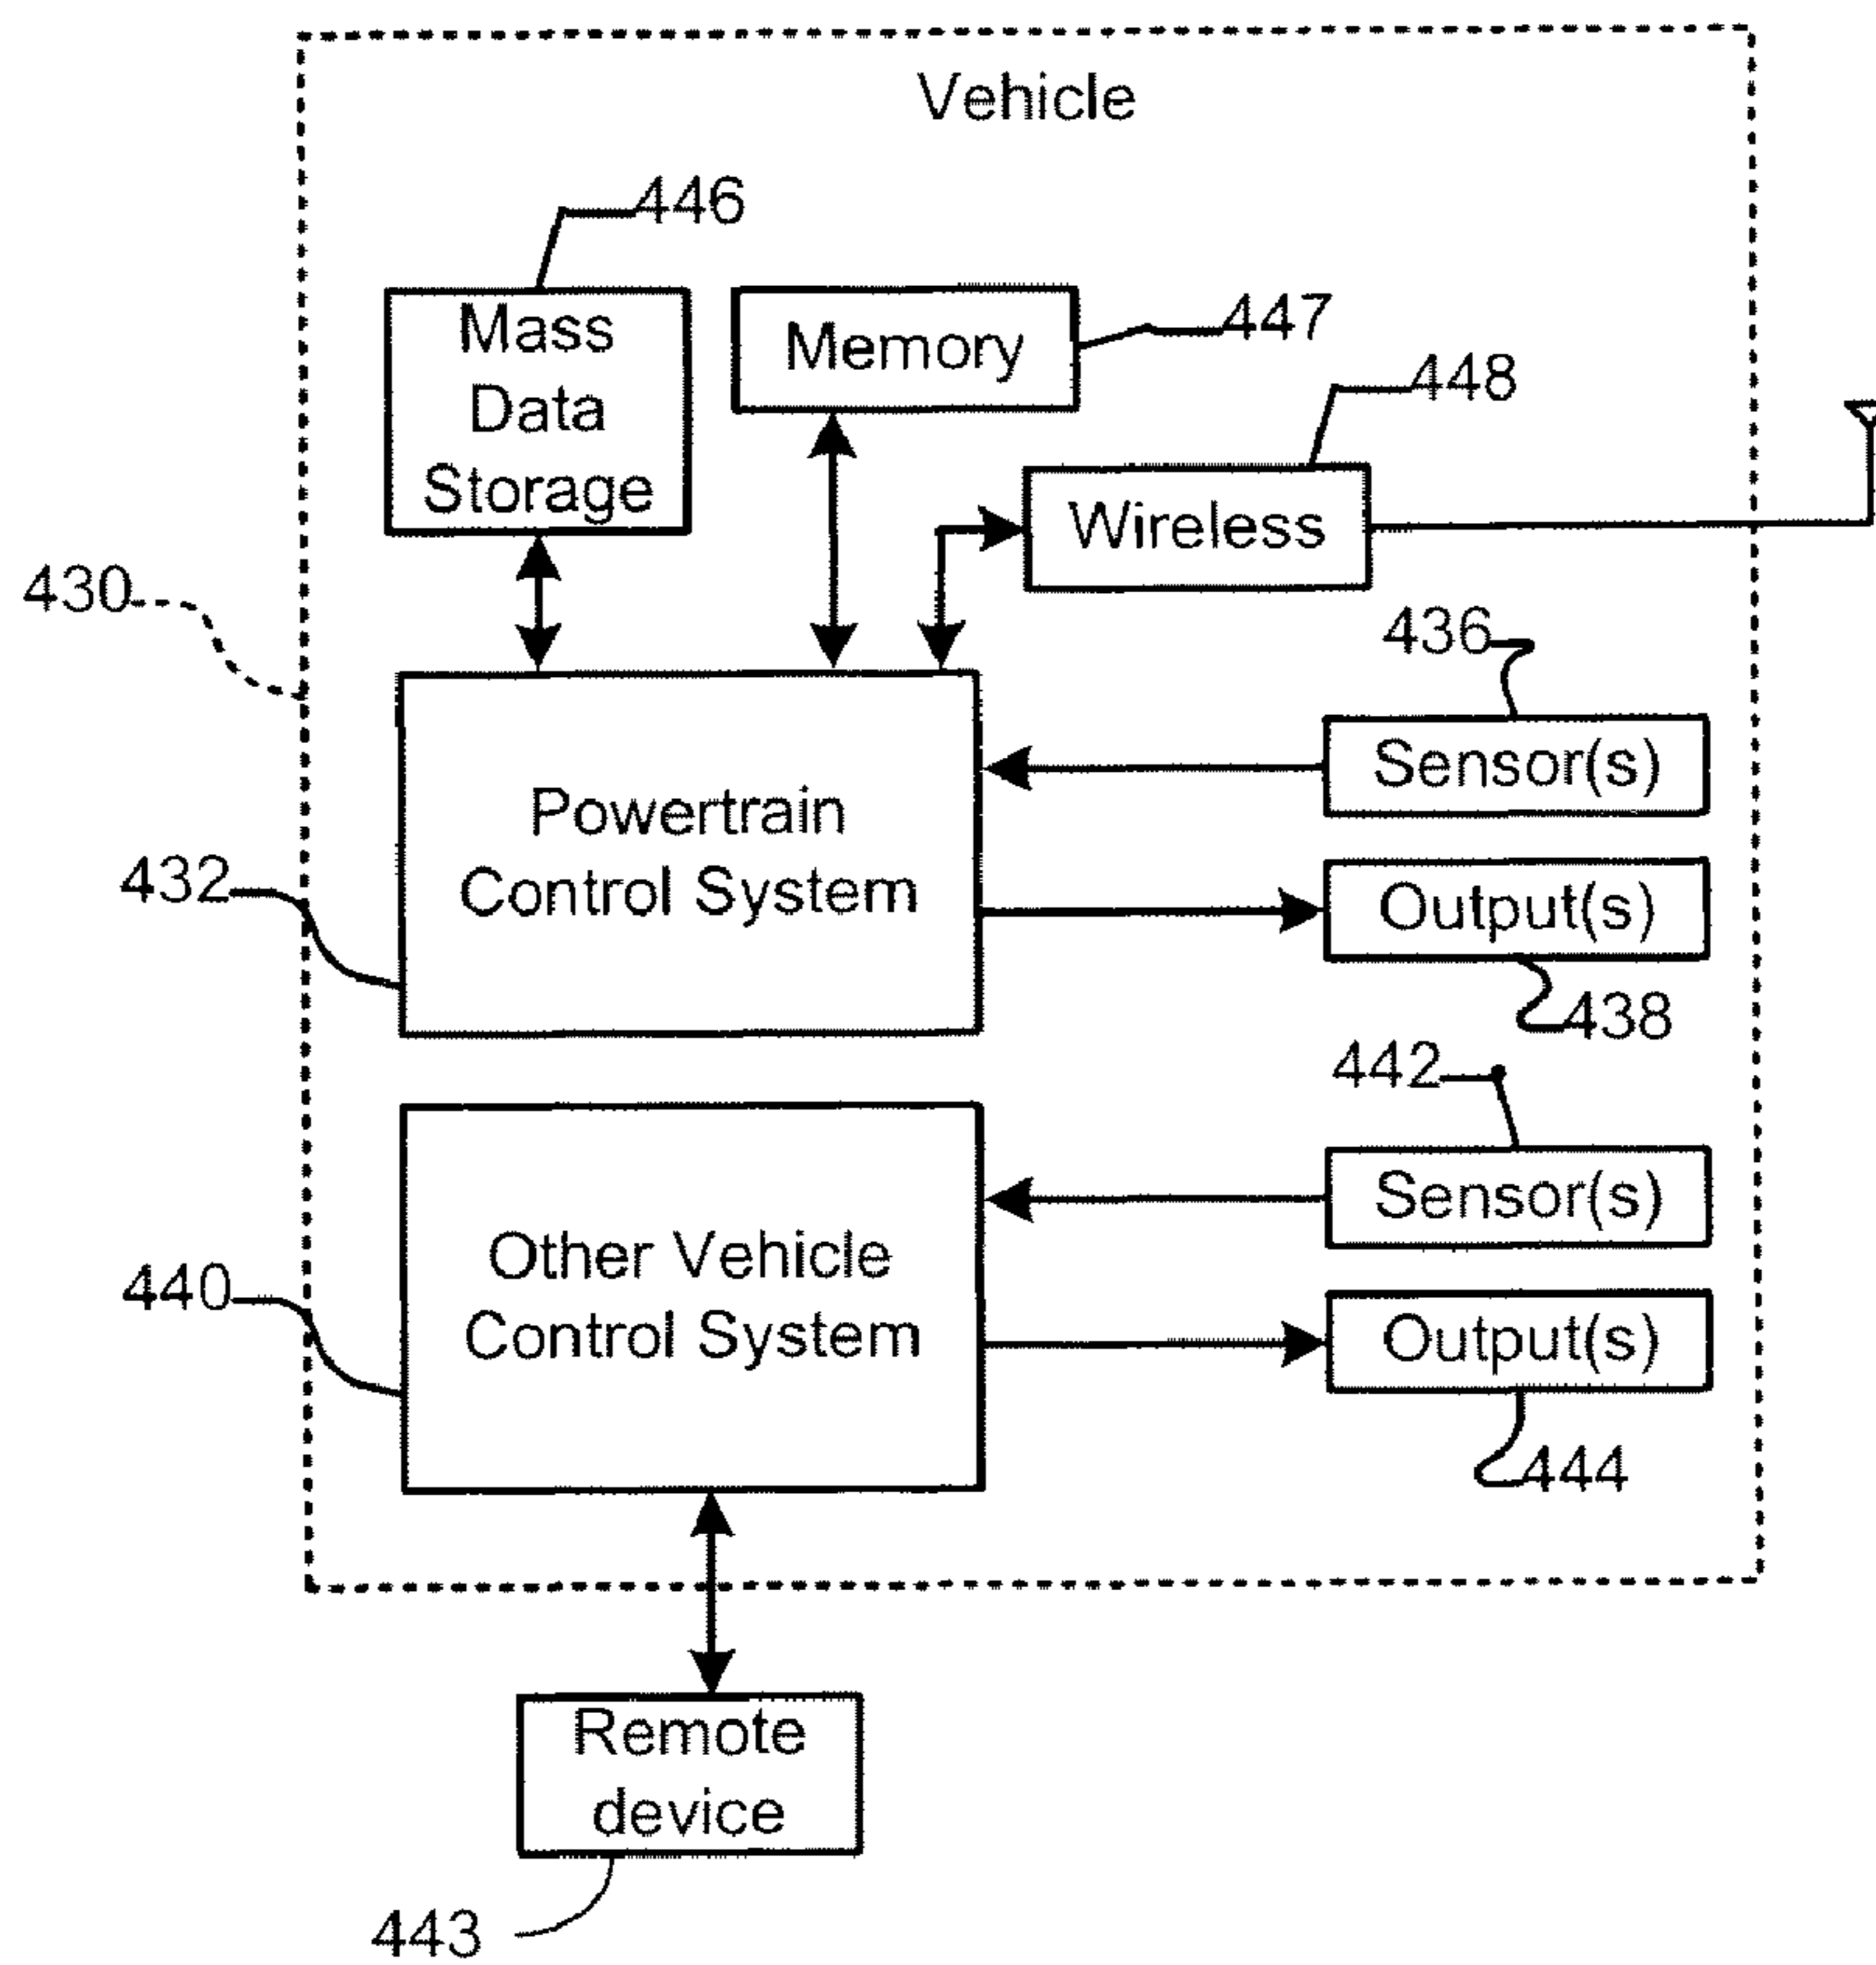 Vehicle
446
Mass
Data
Storage
Memory
447
448
Wireless
430
436
Sensor(s)
Powertrain
Control System
432
Output(s)
438
442
Sensor(s)
Other Vehicle
Control System
440
Output(s)
444
Remote
device
443